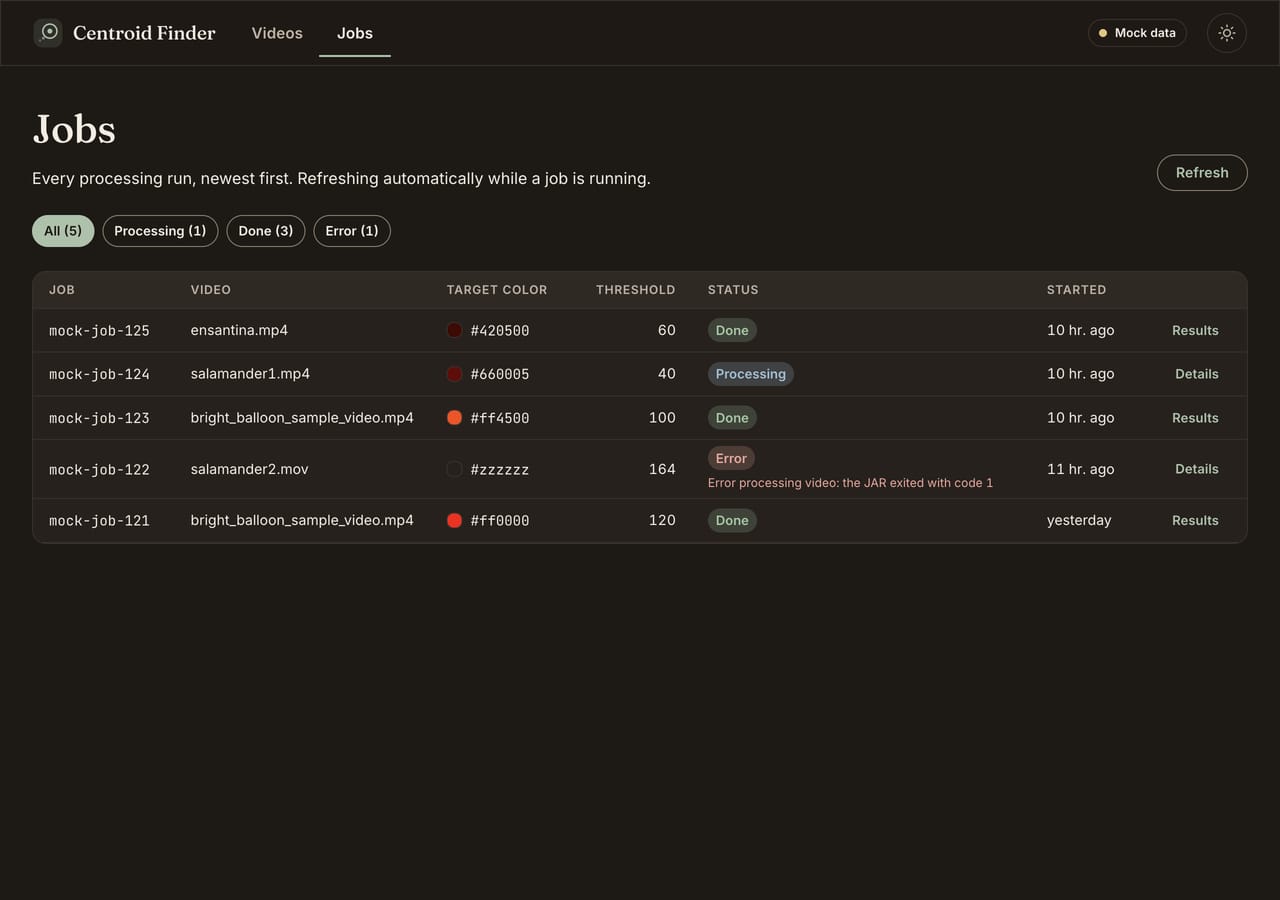 Centroid Finder Videos Jobs Mock data
Jobs
Every processing run, newest first. Refreshing automatically while a job is running.
Refresh
All (5) Processing (1) Done (3) Error (1)
JOB VIDEO TARGET COLOR THRESHOLD STATUS STARTED
mock-job-125 ensantina.mp4 #420500 60 Done 10 hr. ago Results
mock-job-124 salamander1.mp4 #660005 40 Processing 10 hr. ago Details
mock-job-123 bright_balloon_sample_video.mp4 #ff4500 100 Done 10 hr. ago Results
mock-job-122 salamander2.mov #zzzzzz 164 Error 11 hr. ago Details
Error processing video: the JAR exited with code 1
mock-job-121 bright_balloon_sample_video.mp4 #ff0000 120 Done yesterday Results